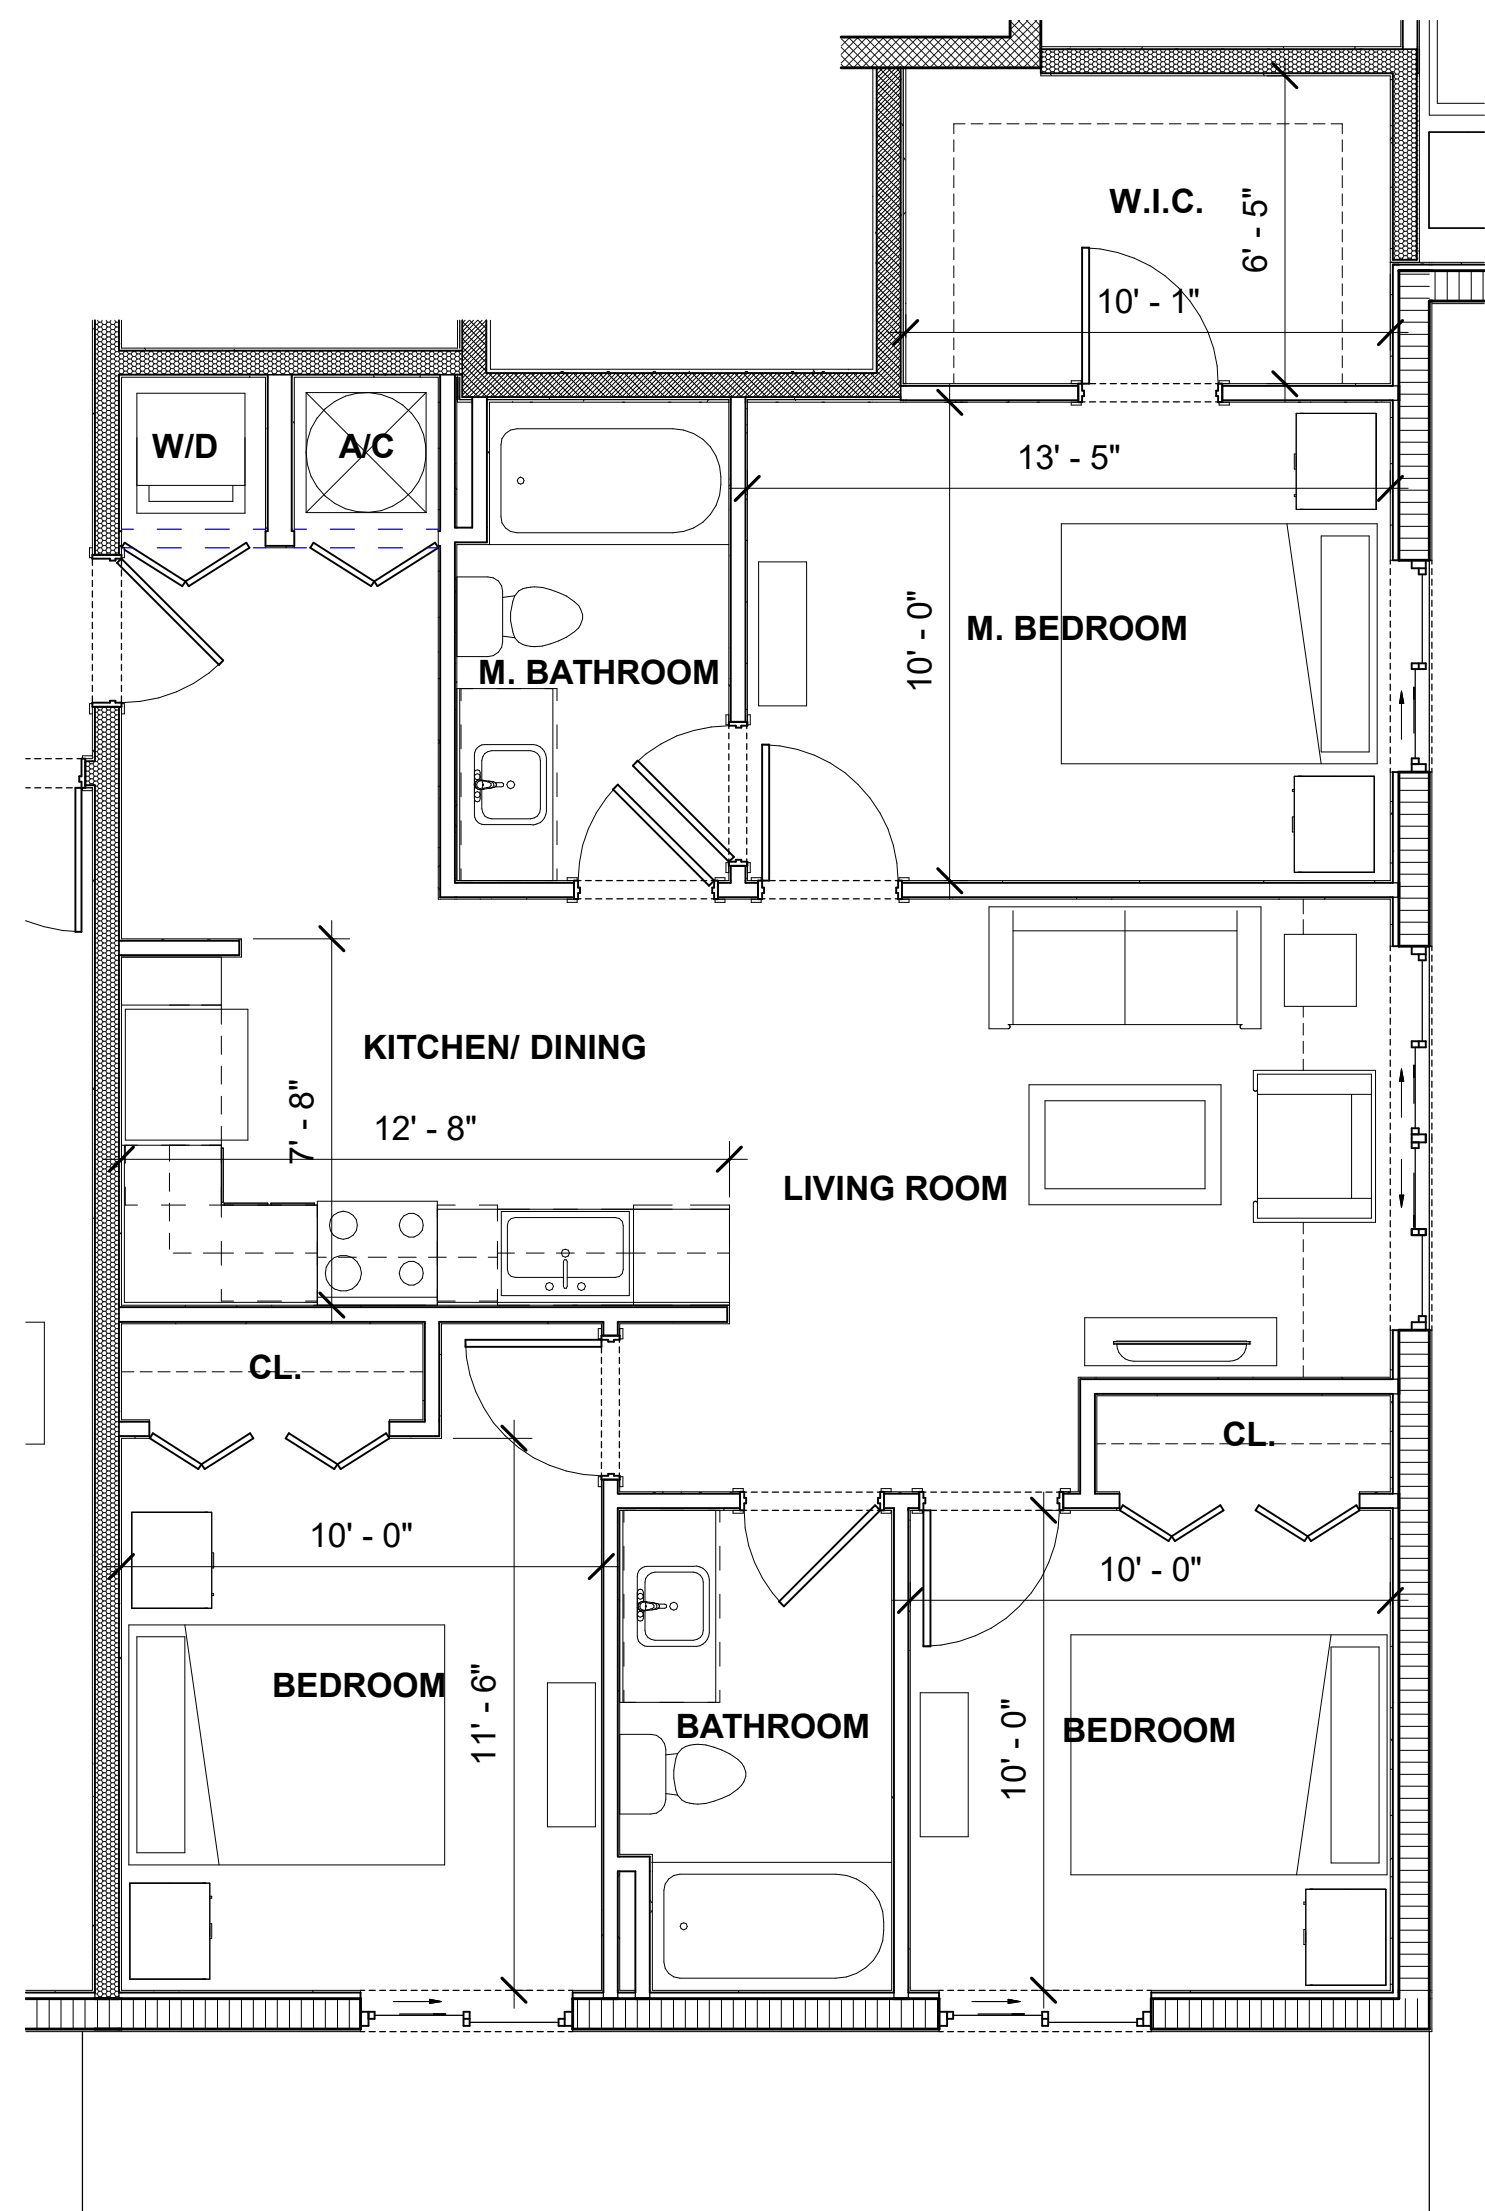 W.I.C.
6' - 5"
10' - 1"
W/D
A/C
13' - 5"
10' - 0"
M. BEDROOM
M. BATHROOM
KITCHEN/ DINING
7' - 8"
12' - 8"
LIVING ROOM
CL.
CL.
10' - 0"
10' - 0"
BEDROOM
11' - 6"
BATHROOM
10' - 0"
BEDROOM